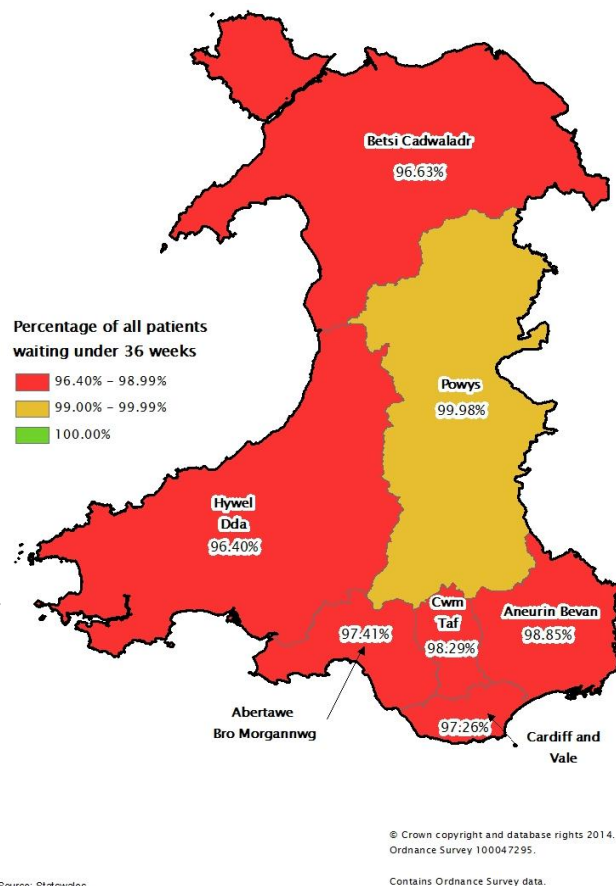 Betsi Cadwaladr
96.63%
Percentage of all patients
waiting under 36 weeks
96.40% - 98.99%
99.00% - 99.99%
100.00%
Powys
99.98%
Hywel
Dda
96.40%
Cwm
Taf
98.29%
Aneurin Bevan
98.85%
97.41%
Abertawe
Bro Morgannwg
97.26%
Cardiff and
Vale
© Crown copyright and database rights 2014.
Ordnance Survey 100047295.
Contains Ordnance Survey data.
Source: Statswales